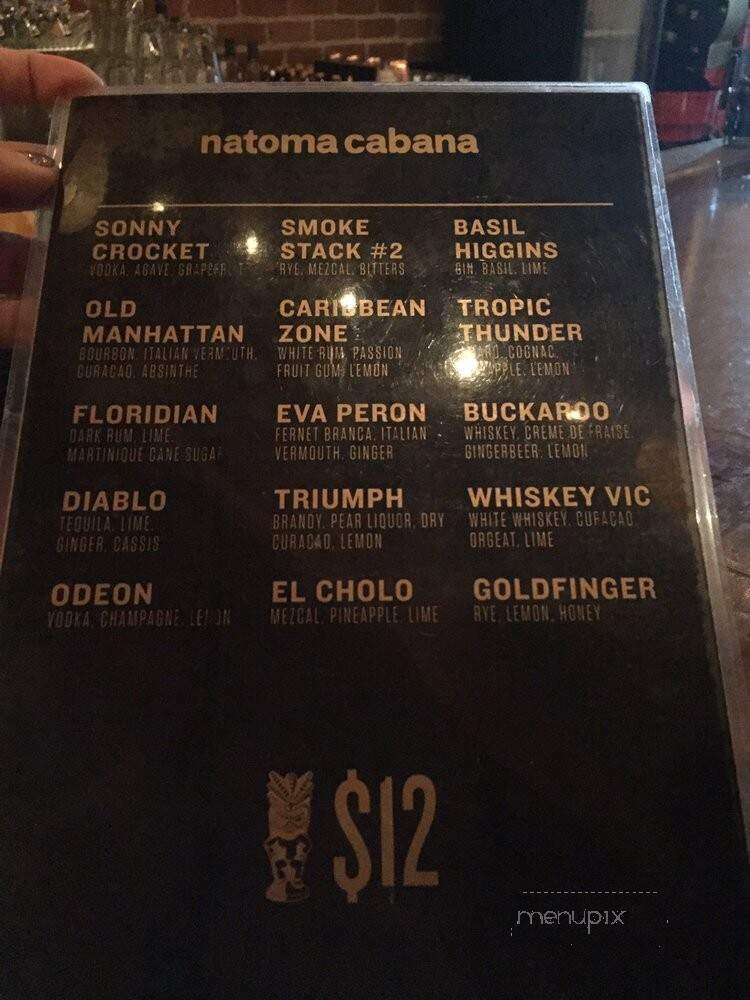 natoma cabana
SONNY
CROCKET
VODKA, AGAVE,
SMOKE
STACK #2
RYE, MEZCAL, BITTERS
BASIL
HIGGINS
GIN, BASIL, LIME
OLD
MANHATTAN
BOURBON, ITALIAN VERMOUTH,
CURACAO, ABSINTHE
CARIBBEAN
ZONE
WHITE RUM, PASSION
FRUIT GUM, LEMON
TROPIC
THUNDER
COGNAC,
LEMON
FLORIDIAN
DARK RUM, LIME,
MARTINIQUE CANE SUGAR
EVA PERON
FERNET BRANCA, ITALIAN
VERMOUTH, GINGER
BUCKAROO
WHISKEY, CREME DE FRAISE,
GINGERBEER, LEMON
DIABLO
TEQUILA, LIME,
GINGER, CASSIS
TRIUMPH
BRANDY, PEAR LIQUOR, DRY
CURACAO, LEMON
WHISKEY VIC
WHITE WHISKEY, CURACAO,
ORGEAT, LIME
ODEON
VODKA, CHAMPAGNE, LEMON
EL CHOLO
MEZCAL, PINEAPPLE, LIME
GOLDFINGER
RYE, LEMON, HONEY
$12
menupix